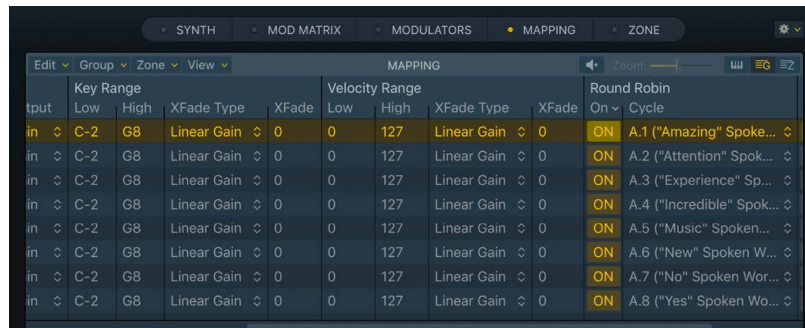 SYNTH MOD MATRIX MODULATORS MAPPING ZONE
Edit Group Zone View MAPPING Zoom:
Key Range Velocity Range Round Robin
tput Low High XFade Type XFade Low High XFade Type XFade On Cycle
in C-2 G8 Linear Gain 0 0 127 Linear Gain 0 ON A.1 ("Amazing" Spoke...
in C-2 G8 Linear Gain 0 0 127 Linear Gain 0 ON A.2 ("Attention" Spok...
in C-2 G8 Linear Gain 0 0 127 Linear Gain 0 ON A.3 ("Experience" Sp...
in C-2 G8 Linear Gain 0 0 127 Linear Gain 0 ON A.4 ("Incredible" Spok...
in C-2 G8 Linear Gain 0 0 127 Linear Gain 0 ON A.5 ("Music" Spoken...
in C-2 G8 Linear Gain 0 0 127 Linear Gain 0 ON A.6 ("New" Spoken W...
in C-2 G8 Linear Gain 0 0 127 Linear Gain 0 ON A.7 ("No" Spoken Wor...
in C-2 G8 Linear Gain 0 0 127 Linear Gain 0 ON A.8 ("Yes" Spoken Wo...